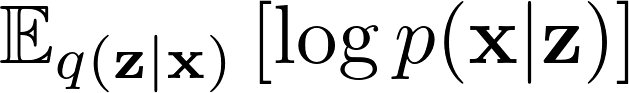 𝔼_{q(𝐳|𝐱)} [log p(𝐱|𝐳)]